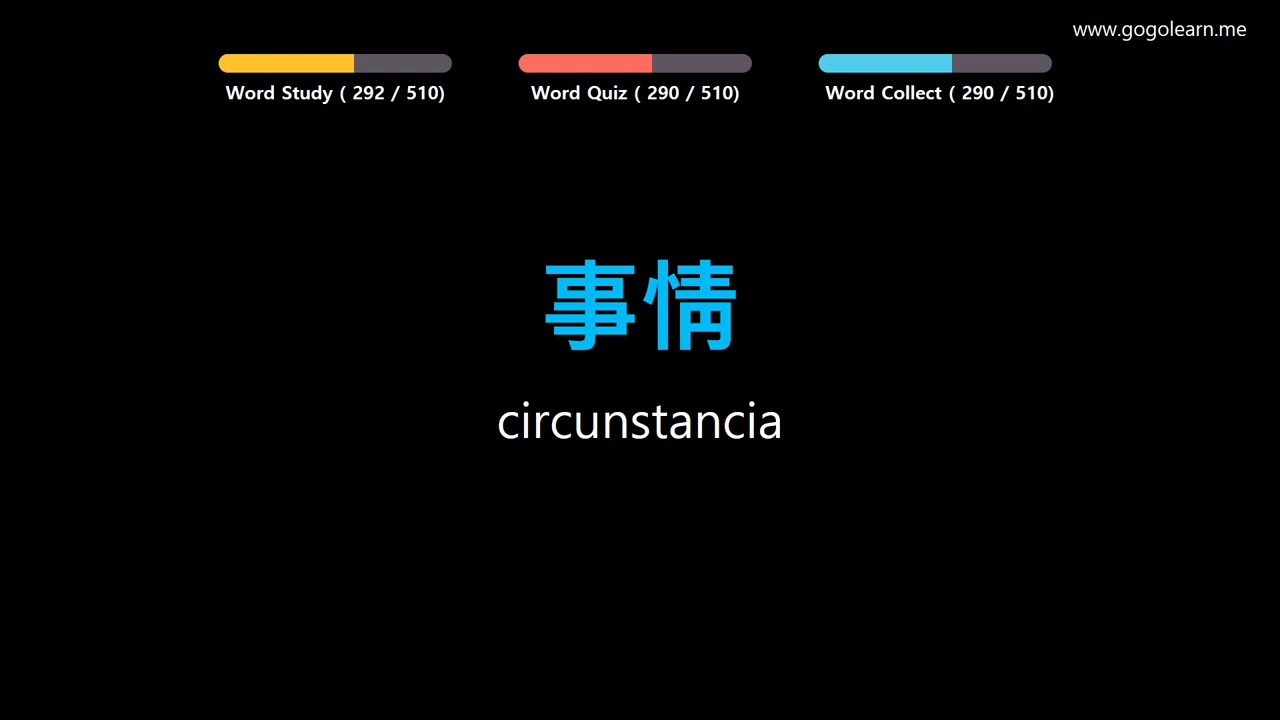 www.gogolearn.me
Word Study ( 292 / 510)
Word Quiz ( 290 / 510)
Word Collect ( 290 / 510)
事情
circunstancia